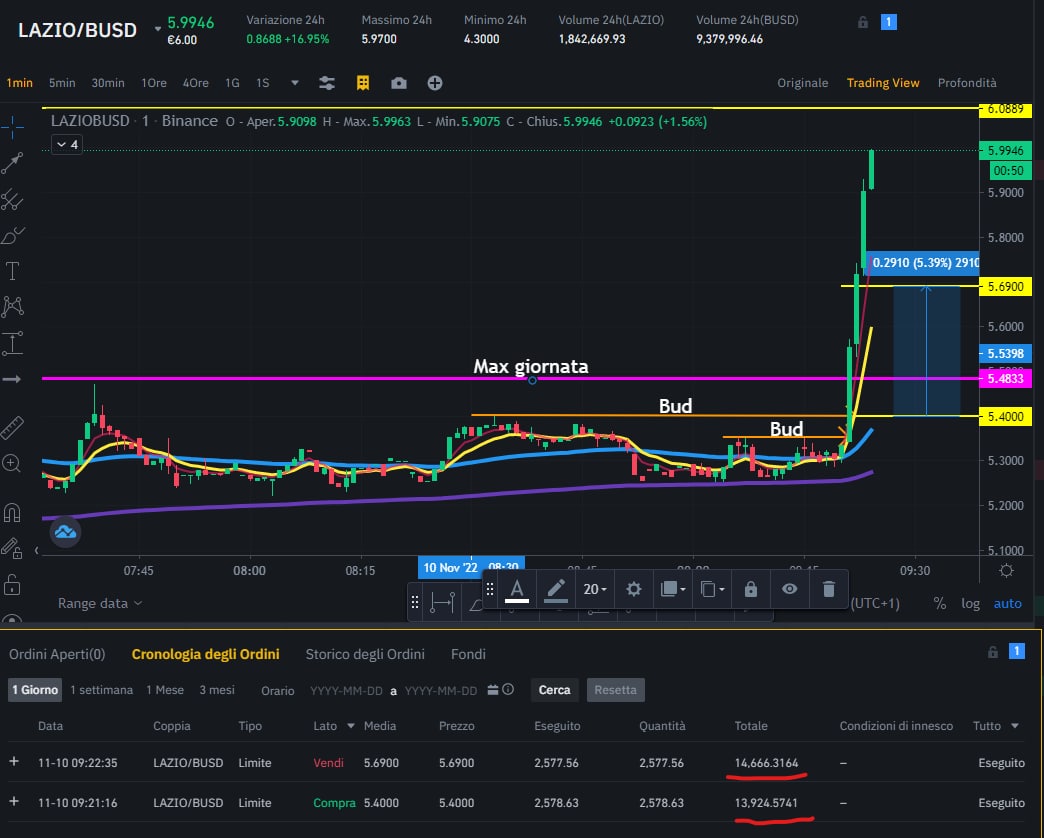 LAZIO/BUSD
5.9946
€6.00
Variazione 24h
0.8688 +16.95%
Massimo 24h
5.9700
Minimo 24h
4.3000
Volume 24h(LAZIO)
1,842,669.93
Volume 24h(BUSD)
9,379,996.46
1
1min 5min 30min 1Ore 4Ore 1G 1S
Originale Trading View Profondità
LAZIOBUSD · 1 · Binance O - Aper.5.9098 H - Max.5.9963 L - Min.5.9075 C - Chius.5.9946 +0.0923 (+1.56%)
4
6.0889
5.9946
00:50
5.9000
5.8000
0.2910 (5.39%) 2910
5.6900
5.6000
5.5398
5.4833
5.4000
5.3000
5.2000
5.1000
Max giornata
Bud
Bud
07:45 08:00 08:15 10 Nov '22 08:30 09:30
A 20
Range data (UTC+1) % log auto
Ordini Aperti(0) Cronologia degli Ordini Storico degli Ordini Fondi 1
1 Giorno 1 settimana 1 Mese 3 mesi Orario YYYY-MM-DD a YYYY-MM-DD Cerca Resetta
Data Coppia Tipo Lato Media Prezzo Eseguito Quantità Totale Condizioni di innesco Tutto
+ 11-10 09:22:35 LAZIO/BUSD Limite Vendi 5.6900 5.6900 2,577.56 2,577.56 14,666.3164 – Eseguito
+ 11-10 09:21:16 LAZIO/BUSD Limite Compra 5.4000 5.4000 2,578.63 2,578.63 13,924.5741 – Eseguito